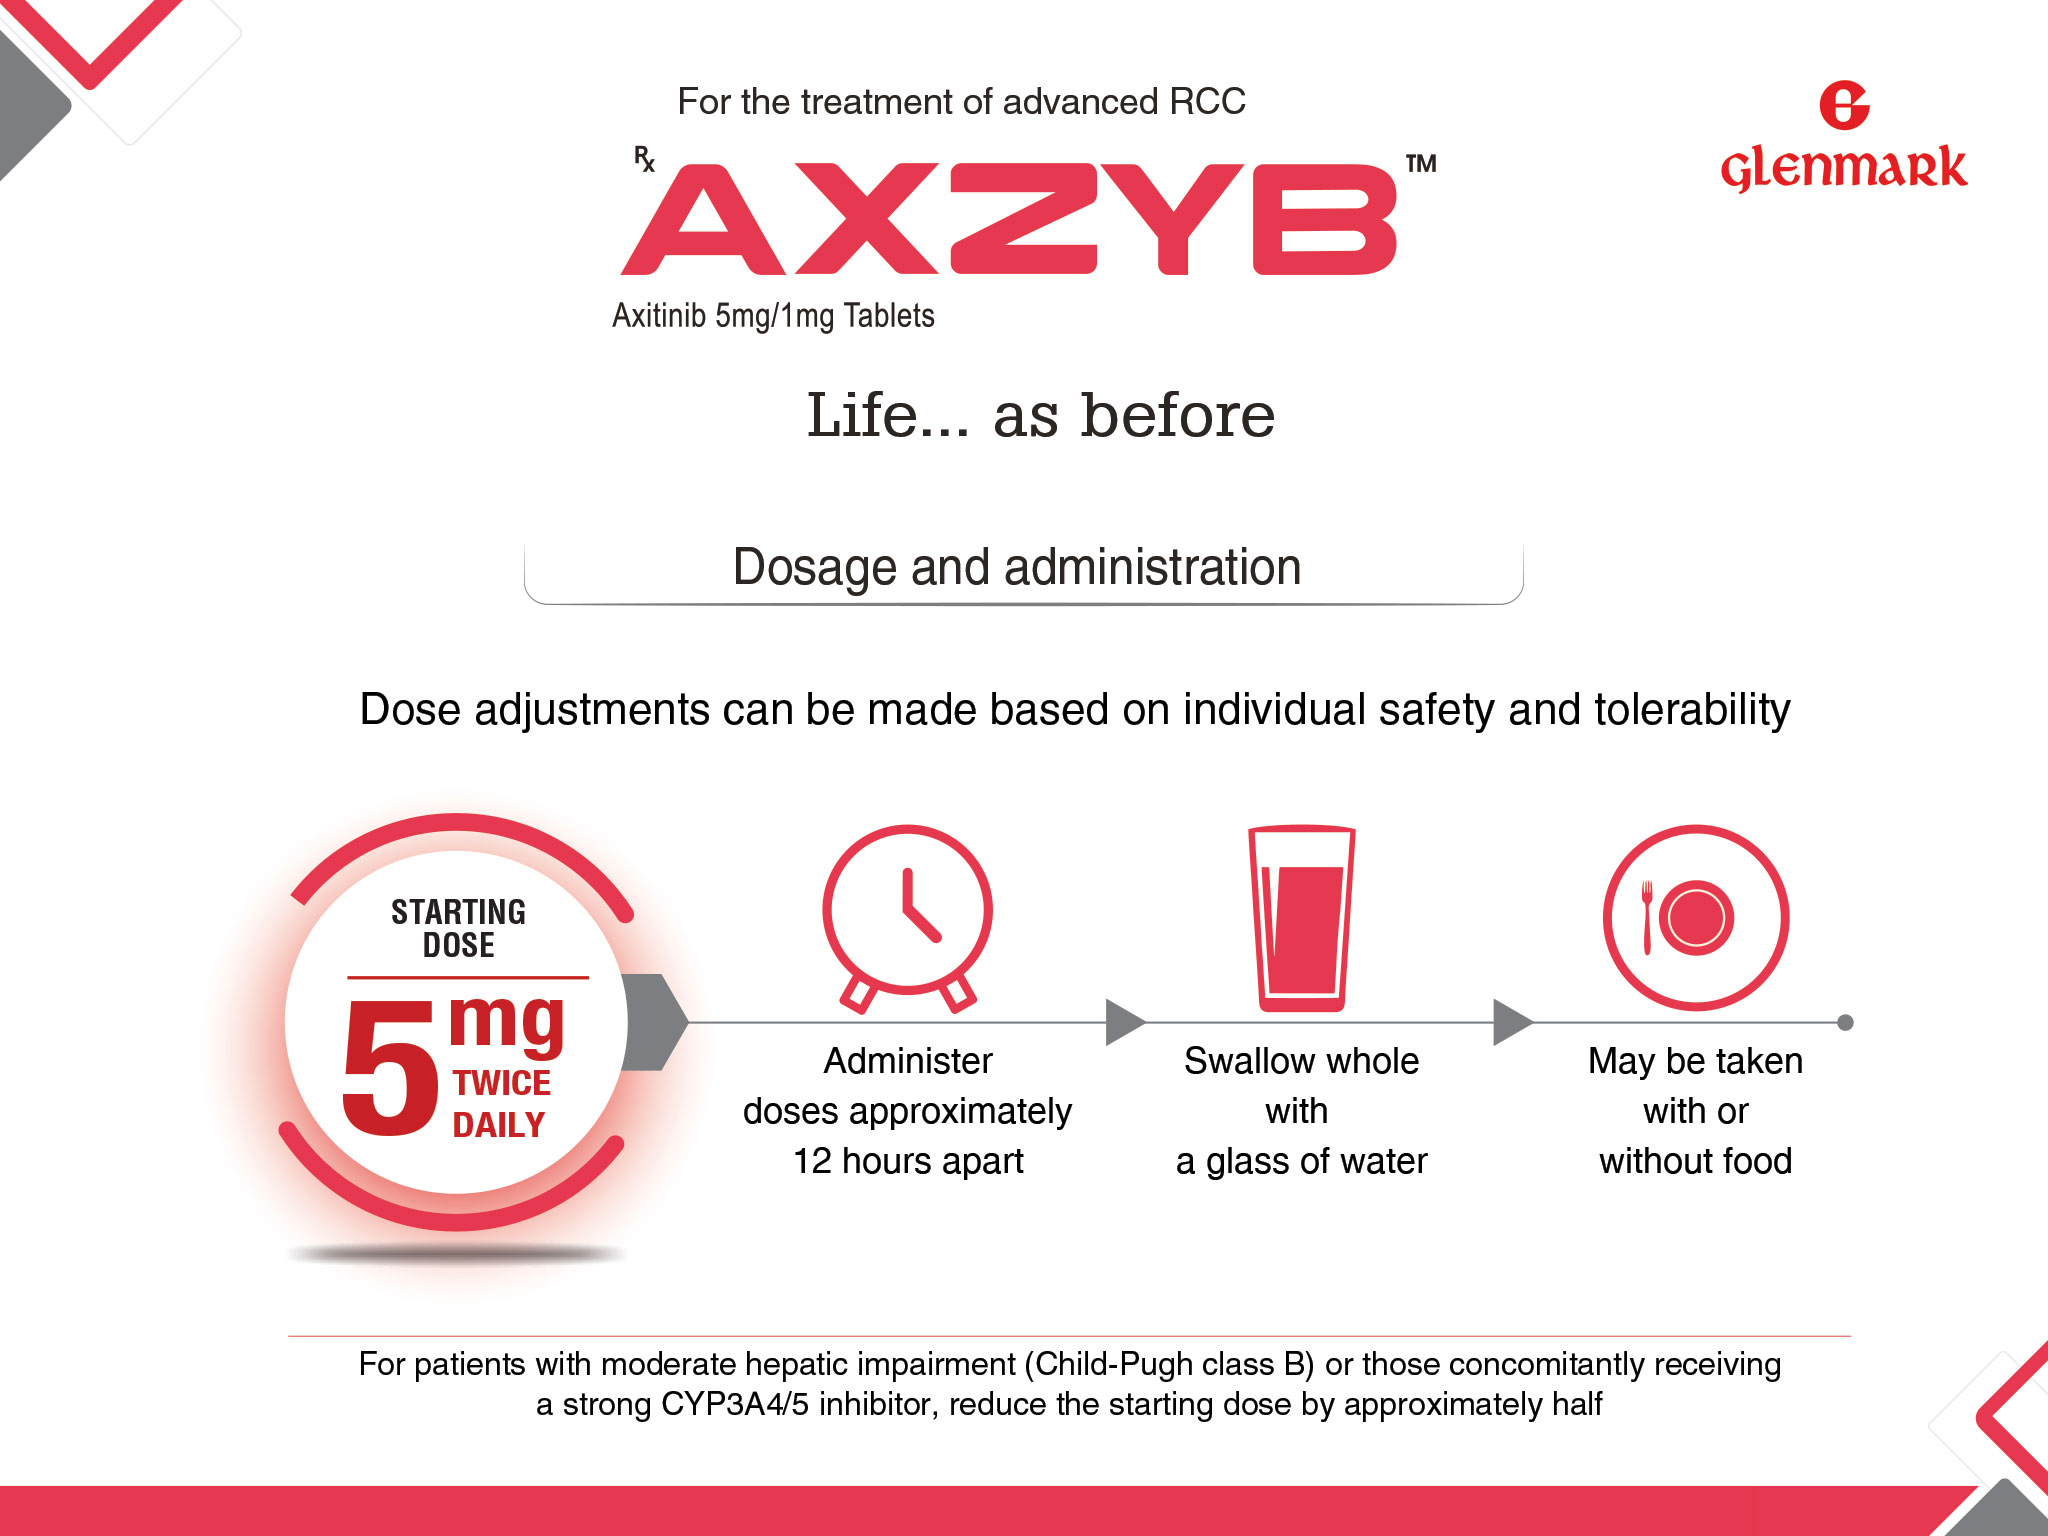 For the treatment of advanced RCC
Rx AXZYB™
glenmark
Axitinib 5mg/1mg Tablets
Life... as before
Dosage and administration
Dose adjustments can be made based on individual safety and tolerability
STARTING
DOSE
5 mg
TWICE
DAILY
Administer
doses approximately
12 hours apart
Swallow whole
with
a glass of water
May be taken
with or
without food
For patients with moderate hepatic impairment (Child-Pugh class B) or those concomitantly receiving
a strong CYP3A4/5 inhibitor, reduce the starting dose by approximately half